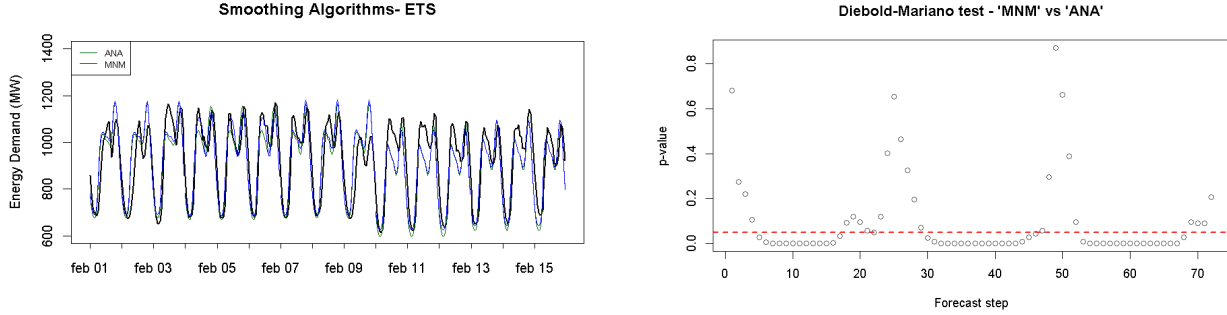 Smoothing Algorithms- ETS
Energy Demand (MW)
1400
1200
1000
800
600
ANA
MNM
feb 01
feb 03
feb 05
feb 07
feb 09
feb 11
feb 13
feb 15
Diebold-Mariano test - 'MNM' vs 'ANA'
p-value
0.8
0.6
0.4
0.2
0.0
0
10
20
30
40
50
60
70
Forecast step